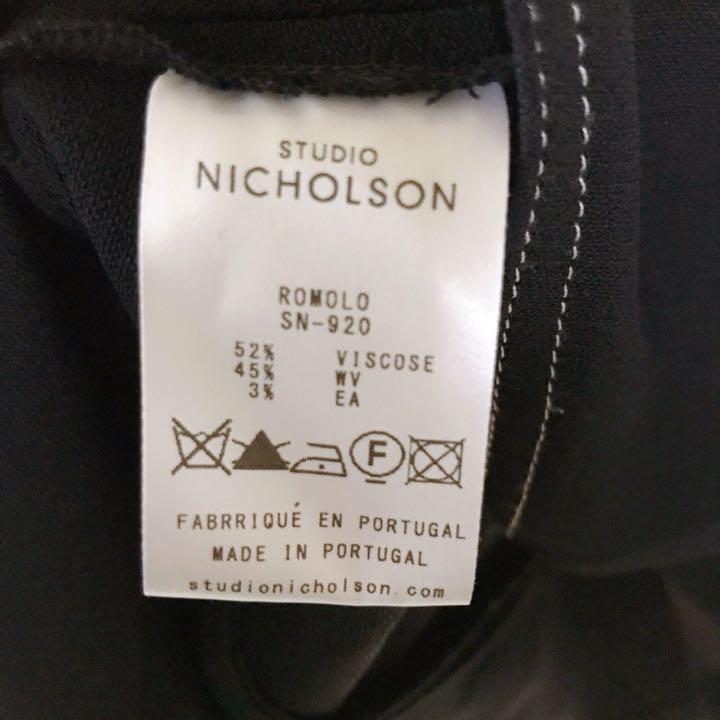 STUDIO
NICHOLSON
ROMOLO
SN-920
52% VISCOSE
45% WV
3% EA
F
FABRRIQUÉ EN PORTUGAL
MADE IN PORTUGAL
studionicholson.com